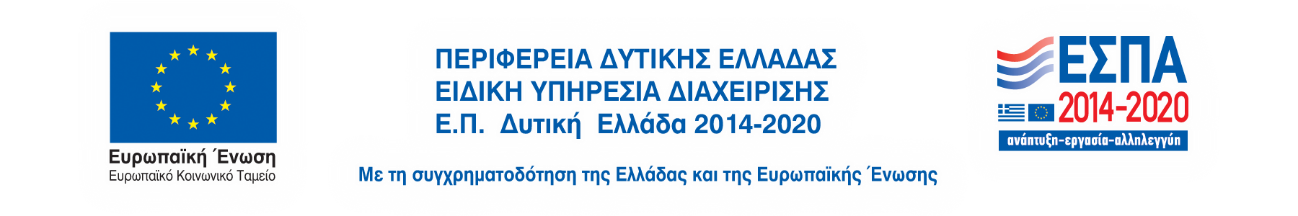 Ευρωπαϊκή Ένωση
Ευρωπαϊκό Κοινωνικό Ταμείο
ΠΕΡΙΦΕΡΕΙΑ ΔΥΤΙΚΗΣ ΕΛΛΑΔΑΣ
ΕΙΔΙΚΗ ΥΠΗΡΕΣΙΑ ΔΙΑΧΕΙΡΙΣΗΣ
Ε.Π. Δυτική Ελλάδα 2014-2020
Με τη συγχρηματοδότηση της Ελλάδας και της Ευρωπαϊκής Ένωσης
ΕΣΠΑ
2014-2020
ανάπτυξη-εργασία-αλληλεγγύη